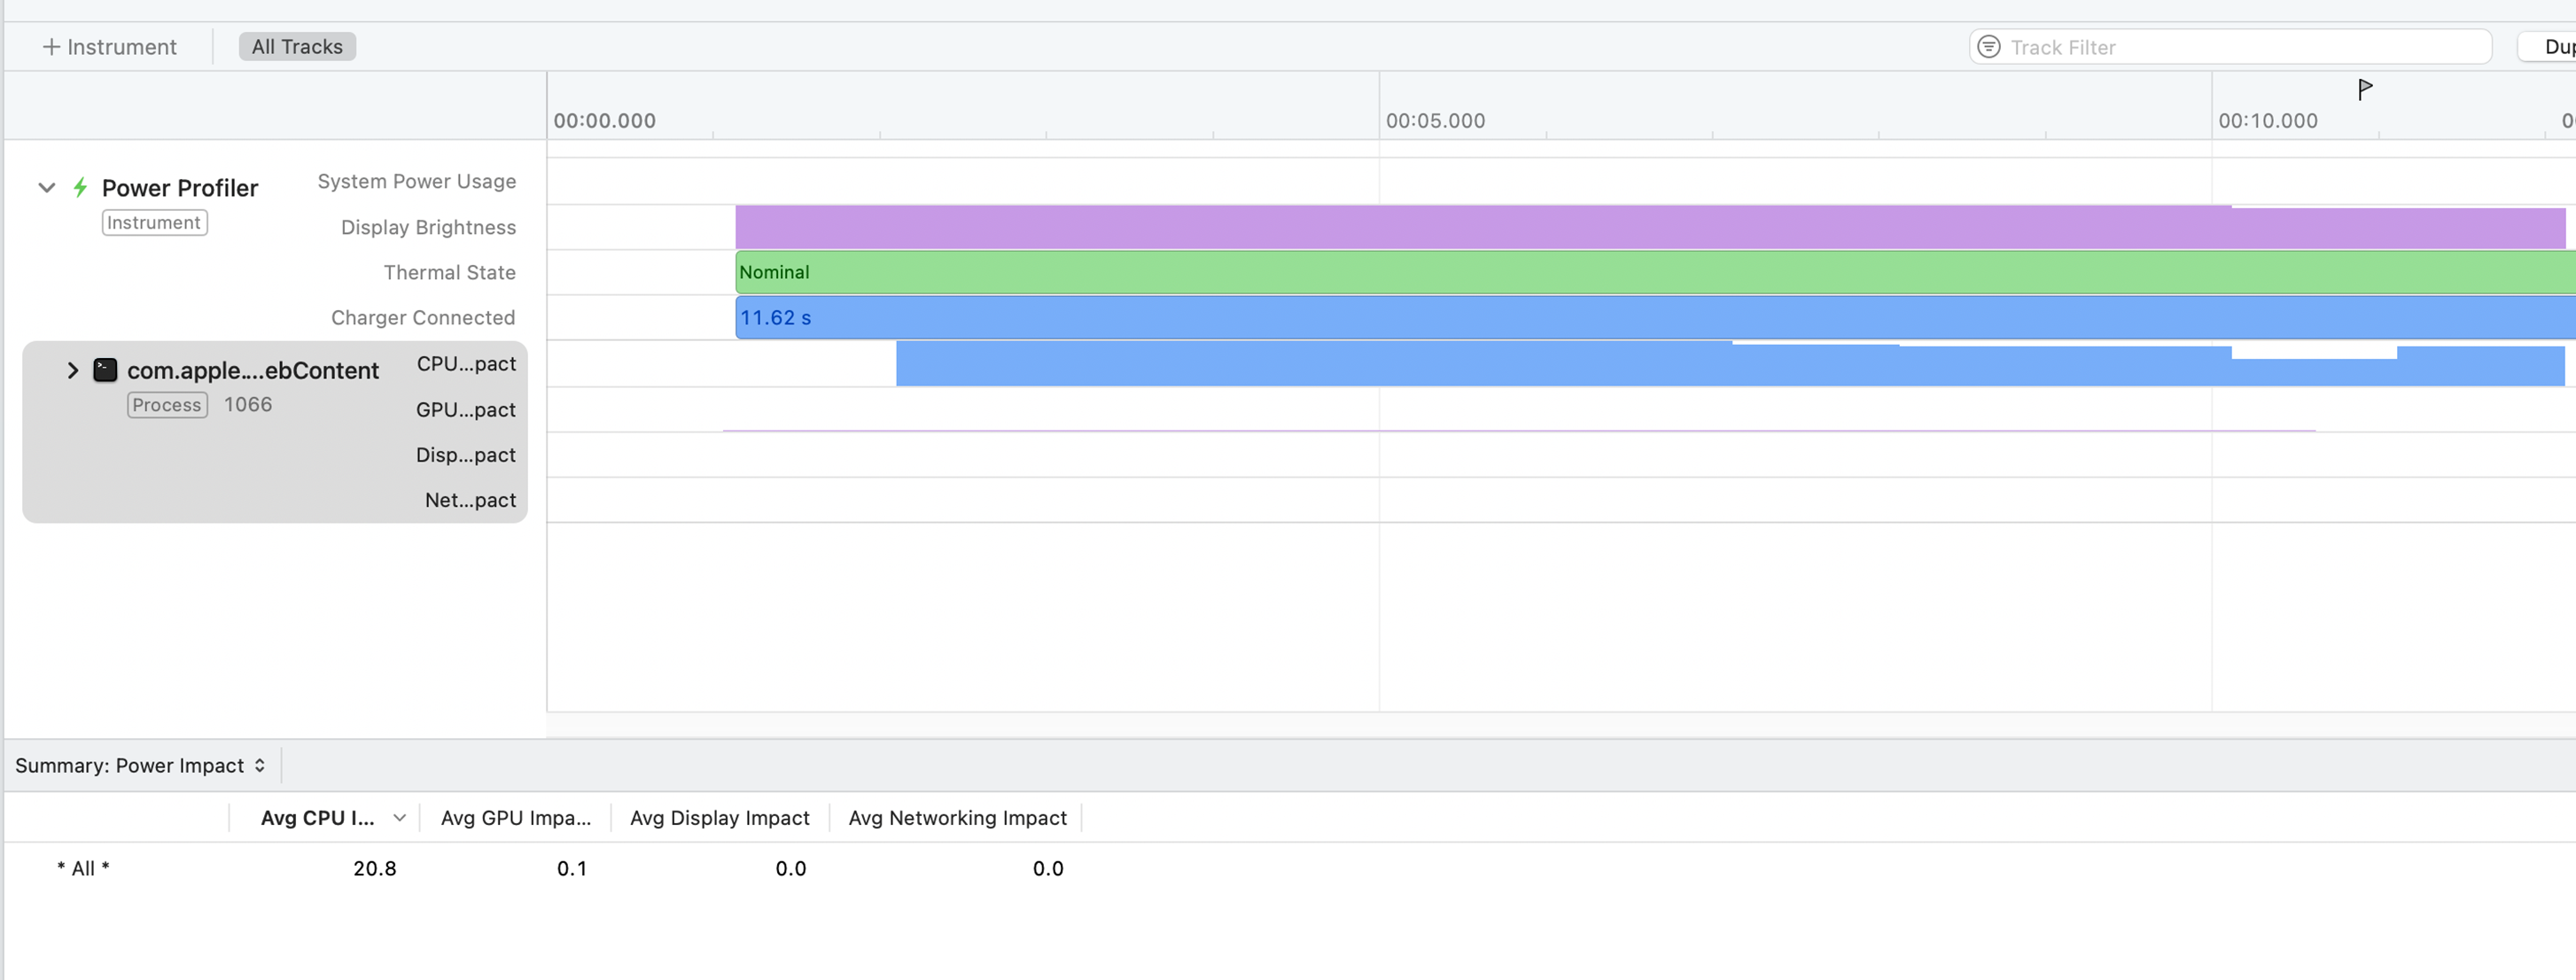 + Instrument All Tracks Track Filter Dup
00:00.000 00:05.000 00:10.000 0
Power Profiler System Power Usage
Instrument
Display Brightness
Thermal State Nominal
Charger Connected 11.62 s
com.apple....ebContent CPU...pact
Process 1066 GPU...pact
Disp...pact
Net...pact
Summary: Power Impact
Avg CPU I... Avg GPU Impa... Avg Display Impact Avg Networking Impact
* All * 20.8 0.1 0.0 0.0